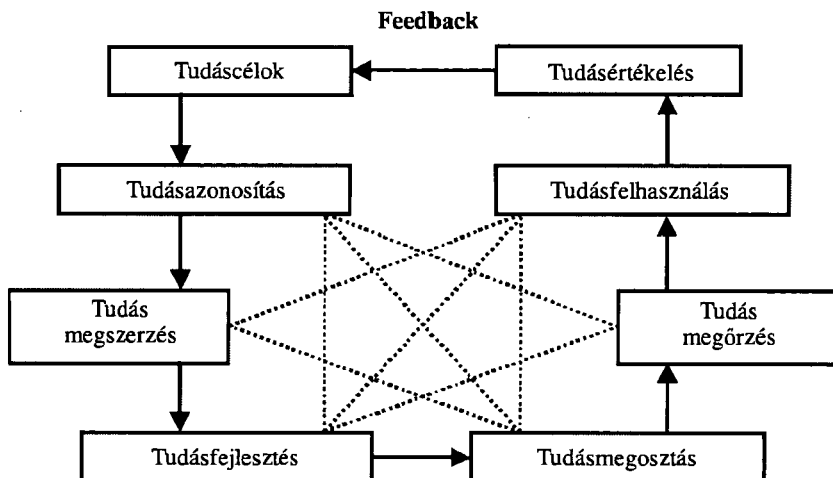 Feedback
Tudáscélok
Tudásértékelés
Tudásazonosítás
Tudásfelhasználás
Tudás
megszerzés
Tudás
megőrzés
Tudásfejlesztés
Tudásmegosztás